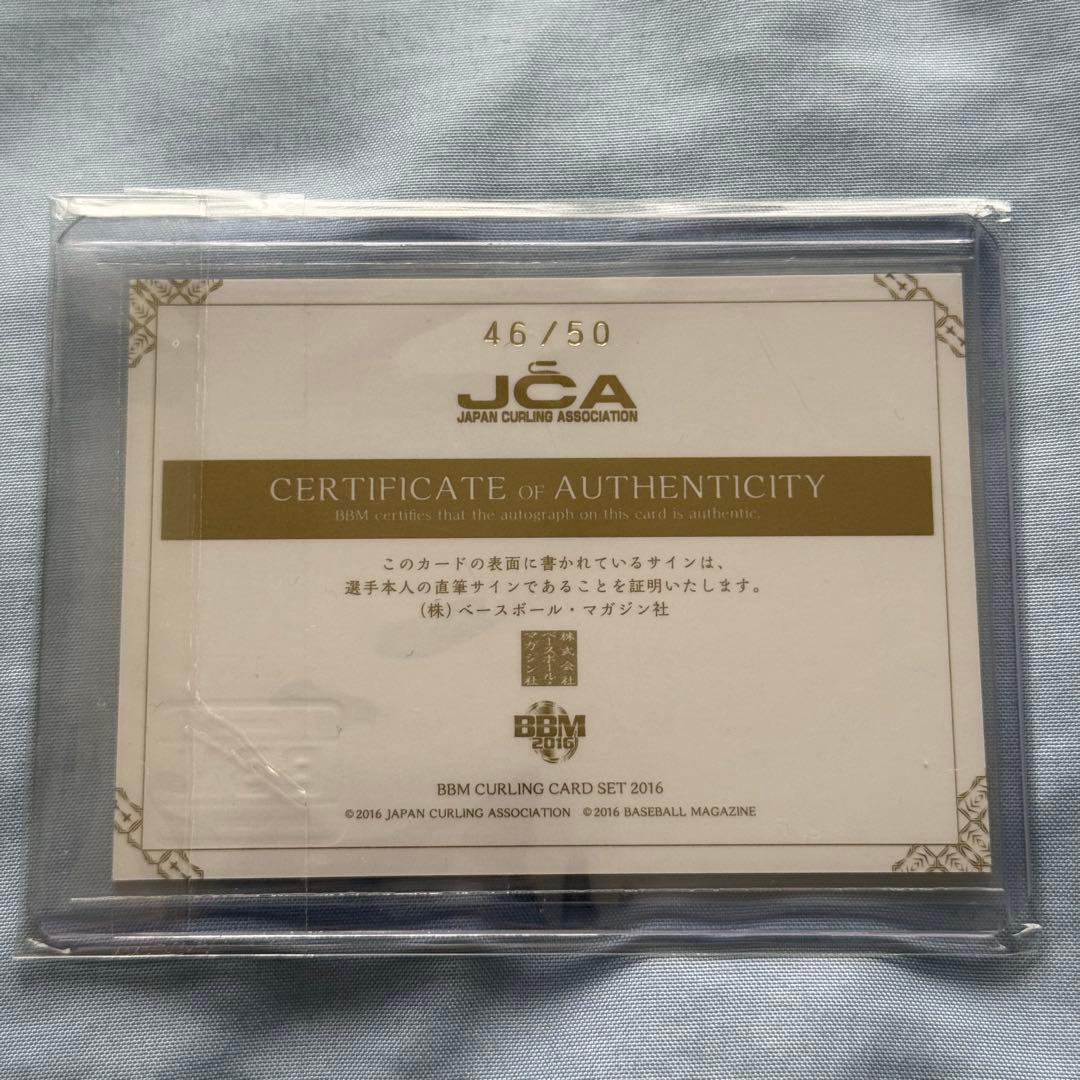 46/50
JCA
JAPAN CURLING ASSOCIATION
CERTIFICATE OF AUTHENTICITY
BBM certifies that the autograph on this card is authentic.
このカードの表面に書かれているサインは、
選手本人の直筆サインであることを証明いたします。
(株)ベースボール・マガジン社
株式会社
ベースボール・
マガジン社
BBM
2016
BBM CURLING CARD SET 2016
©2016 JAPAN CURLING ASSOCIATION ©2016 BASEBALL MAGAZINE